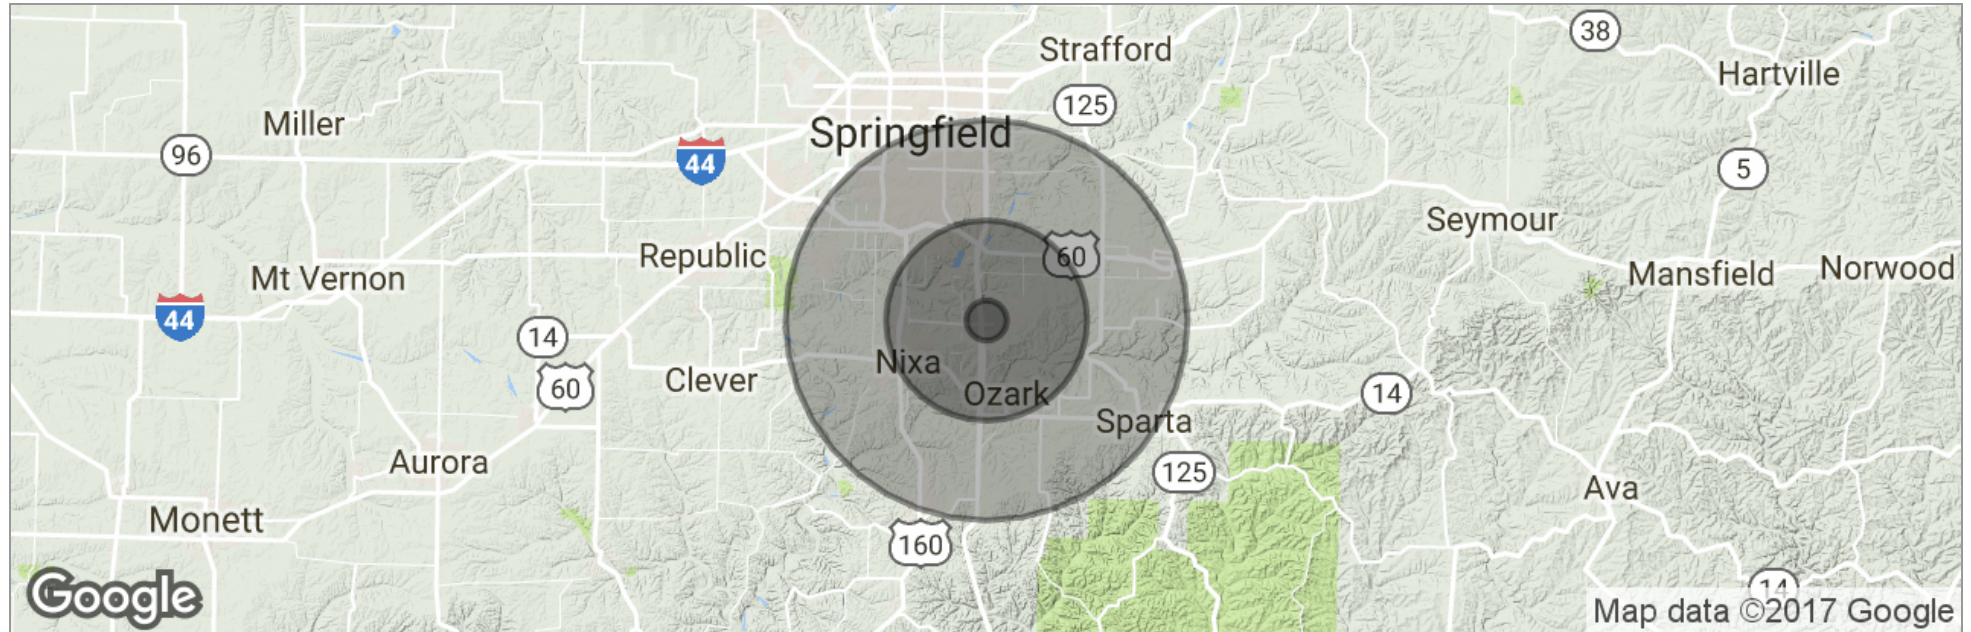 38
Strafford
Hartville
125
Miller
Springfield
96
44
5
Seymour
Republic
60
Mt Vernon
Mansfield
Norwood
44
14
Nixa
Clever
60
Ozark
14
Sparta
Aurora
125
Ava
Monett
160
14
Google
Map data ©2017 Google